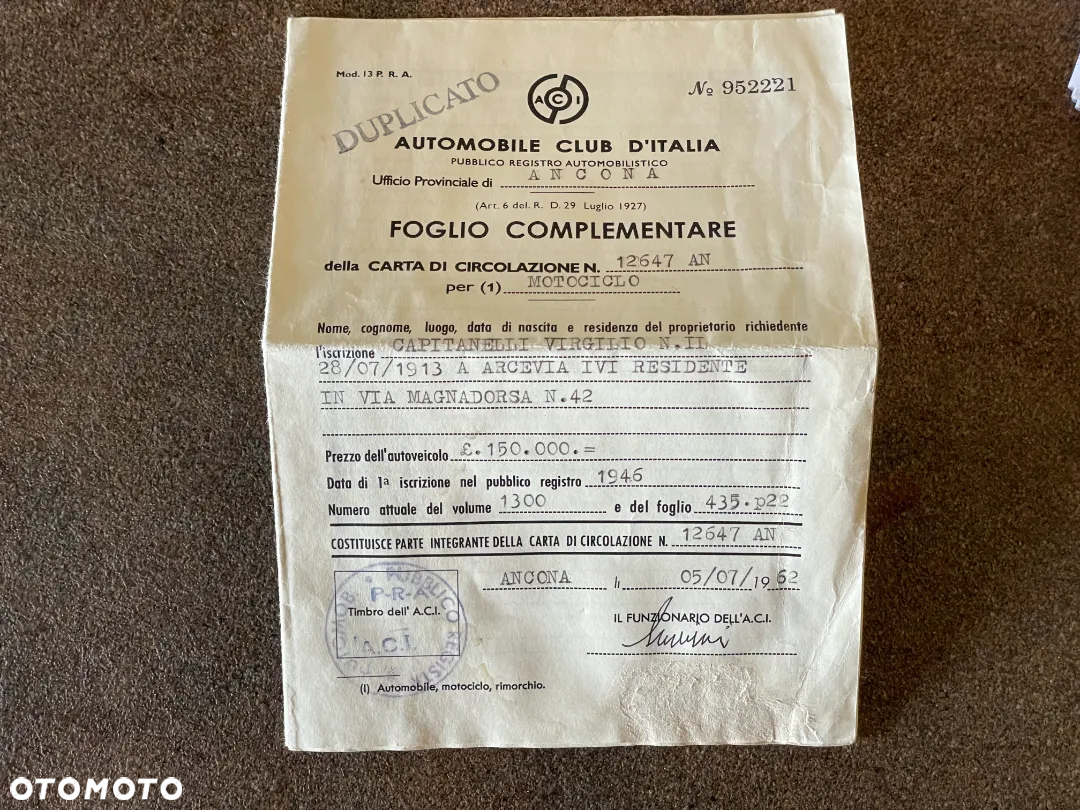 Mod. 13 P. R. A.
DUPLICATO
A C I
№ 952221
AUTOMOBILE CLUB D'ITALIA
PUBBLICO REGISTRO AUTOMOBILISTICO
Ufficio Provinciale di ANCONA
(Art. 6 del. R. D. 29 Luglio 1927)
FOGLIO COMPLEMENTARE
della CARTA DI CIRCOLAZIONE N. 12647 AN
per (1) MOTOCICLO
Nome, cognome, luogo, data di nascita e residenza del proprietario richiedente
l'iscrizione CAPITANELLI VIRGILIO N.II
28/07/1913 A ARCEVIA IVI RESIDENTE
IN VIA MAGNADORSA N.42
Prezzo dell'autoveicolo £.150.000.=
Data di 1ª iscrizione nel pubblico registro 1946
Numero attuale del volume 1300 e del foglio 435.p22
COSTITUISCE PARTE INTEGRANTE DELLA CARTA DI CIRCOLAZIONE N. 12647 AN
ANCONA lì 05/07/1962
PUBBLICO REGIST
P-R-A
Timbro dell' A.C.I.
A.C.I.
IL FUNZIONARIO DELL'A.C.I.
(I) Automobile, motociclo, rimorchio.
OTOMOTO